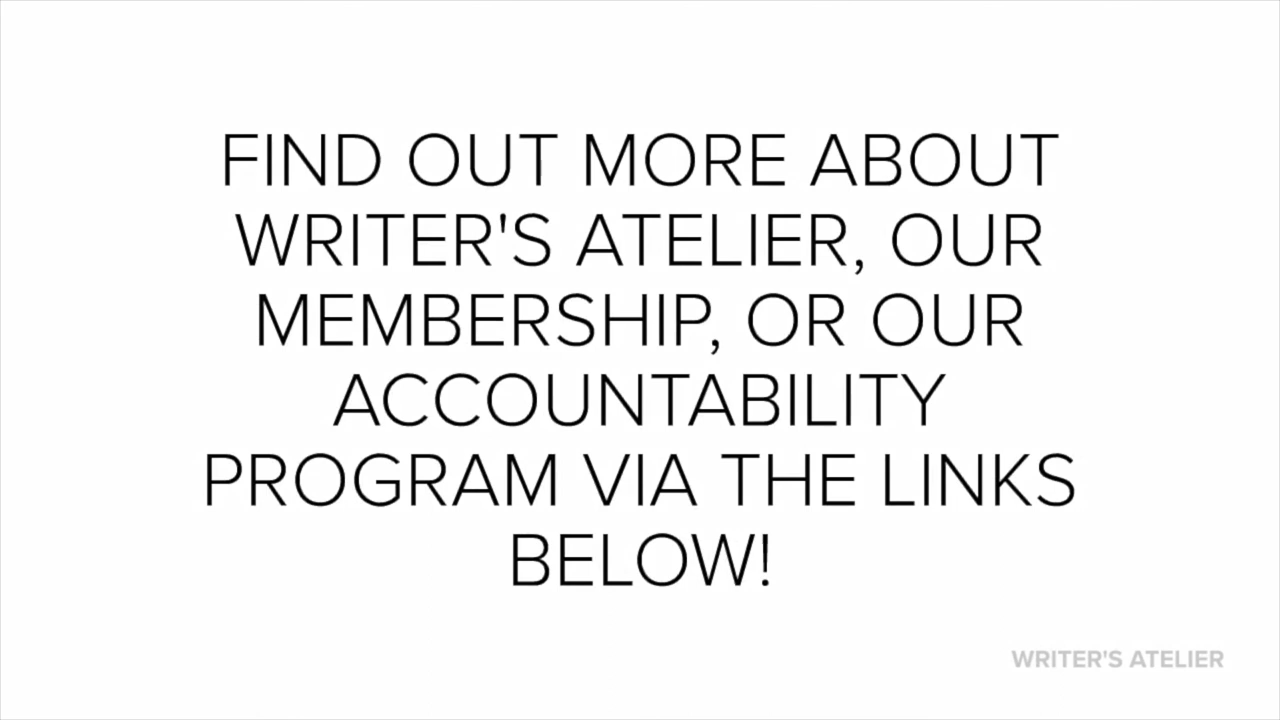 FIND OUT MORE ABOUT
WRITER'S ATELIER, OUR
MEMBERSHIP, OR OUR
ACCOUNTABILITY
PROGRAM VIA THE LINKS
BELOW!
WRITER'S ATELIER